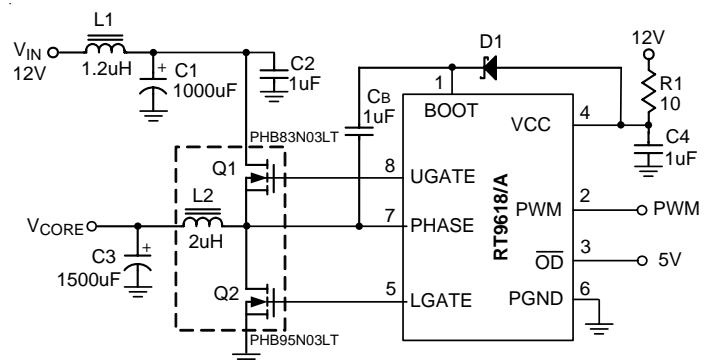 L1
V_IN
12V
1.2uH
+
C1
1000uF
C2
1uF
D1
12V
R1
10
1
BOOT
CB
1uF
VCC
4
C4
1uF
PHB83N03LT
Q1
8
UGATE
RT9618/A
PWM
2
PWM
L2
V_CORE
2uH
7
PHASE
OD
3
5V
+
C3
1500uF
Q2
5
LGATE
PGND
6
PHB95N03LT